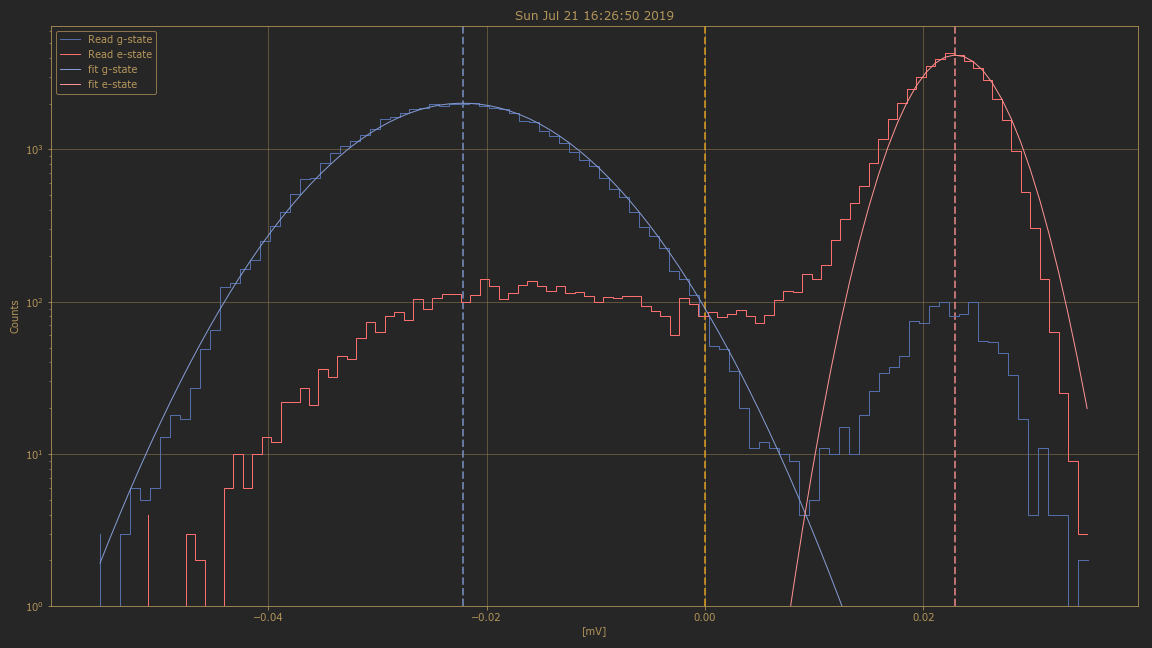 Sun Jul 21 16:26:50 2019
Read g-state
Read e-state
fit g-state
fit e-state
Counts
10³
10²
10¹
10⁰
−0.04
−0.02
0.00
0.02
[mV]